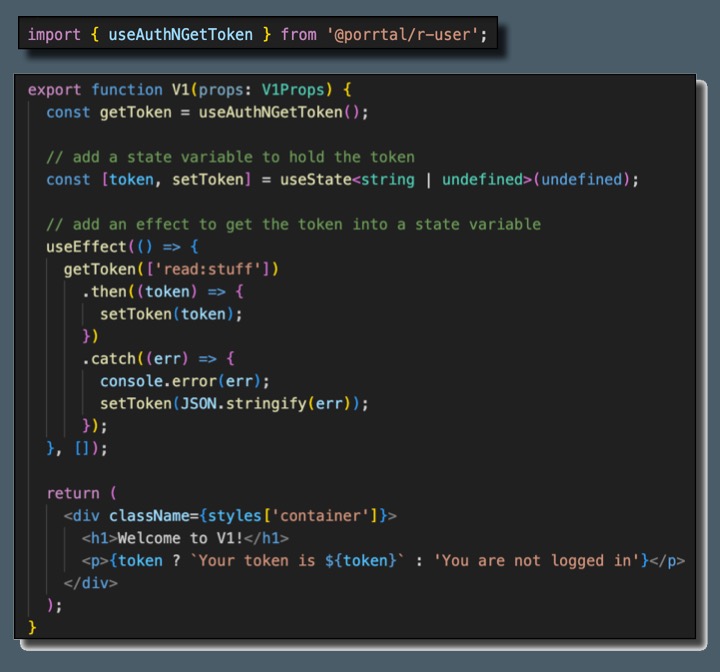 import { useAuthNGetToken } from '@porrtal/r-user';
export function V1(props: V1Props) {
  const getToken = useAuthNGetToken();

  // add a state variable to hold the token
  const [token, setToken] = useState<string | undefined>(undefined);

  // add an effect to get the token into a state variable
  useEffect(() => {
    getToken(['read:stuff'])
      .then((token) => {
        setToken(token);
      })
      .catch((err) => {
        console.error(err);
        setToken(JSON.stringify(err));
      });
  }, []);

  return (
    <div className={styles['container']}>
      <h1>Welcome to V1!</h1>
      <p>{token ? `Your token is ${token}` : 'You are not logged in'}</p>
    </div>
  );
}